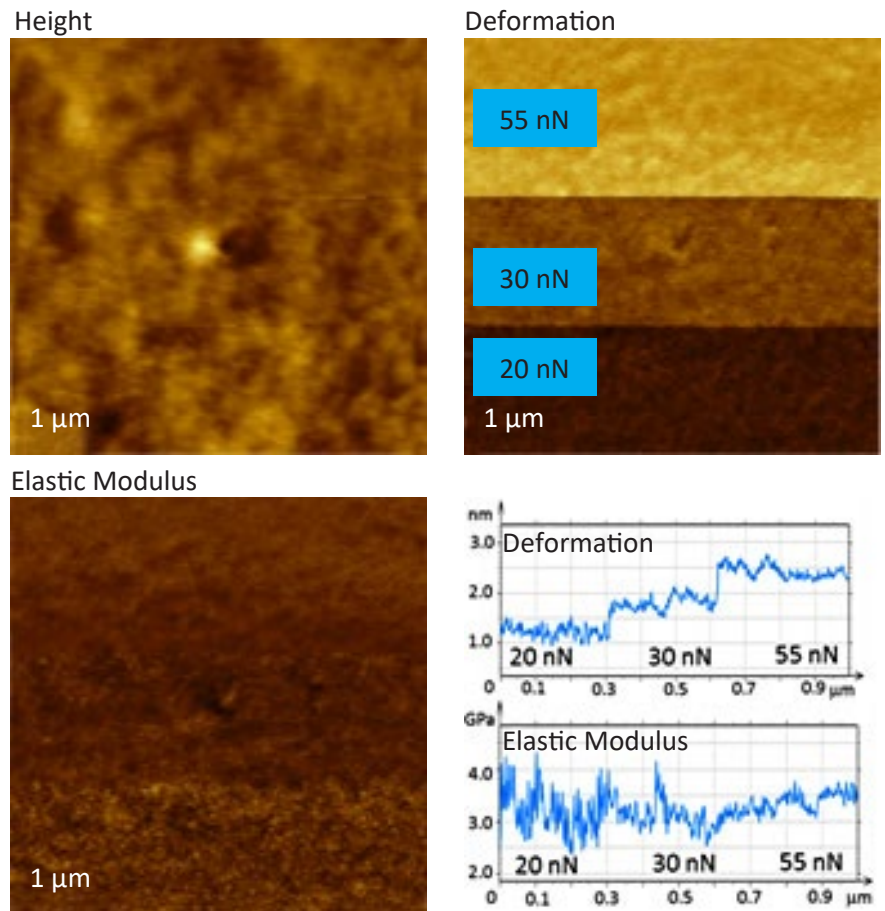 Height
Deformation
55 nN
30 nN
20 nN
1 µm
1 µm
Elastic Modulus
nm
3.0
Deformation
2.0
1.0
20 nN 30 nN 55 nN
0 0.1 0.3 0.5 0.7 0.9 µm
GPa
Elastic Modulus
4.0
3.0
20 nN 30 nN 55 nN
2.0
0 0.1 0.3 0.5 0.7 0.9 µm
1 µm